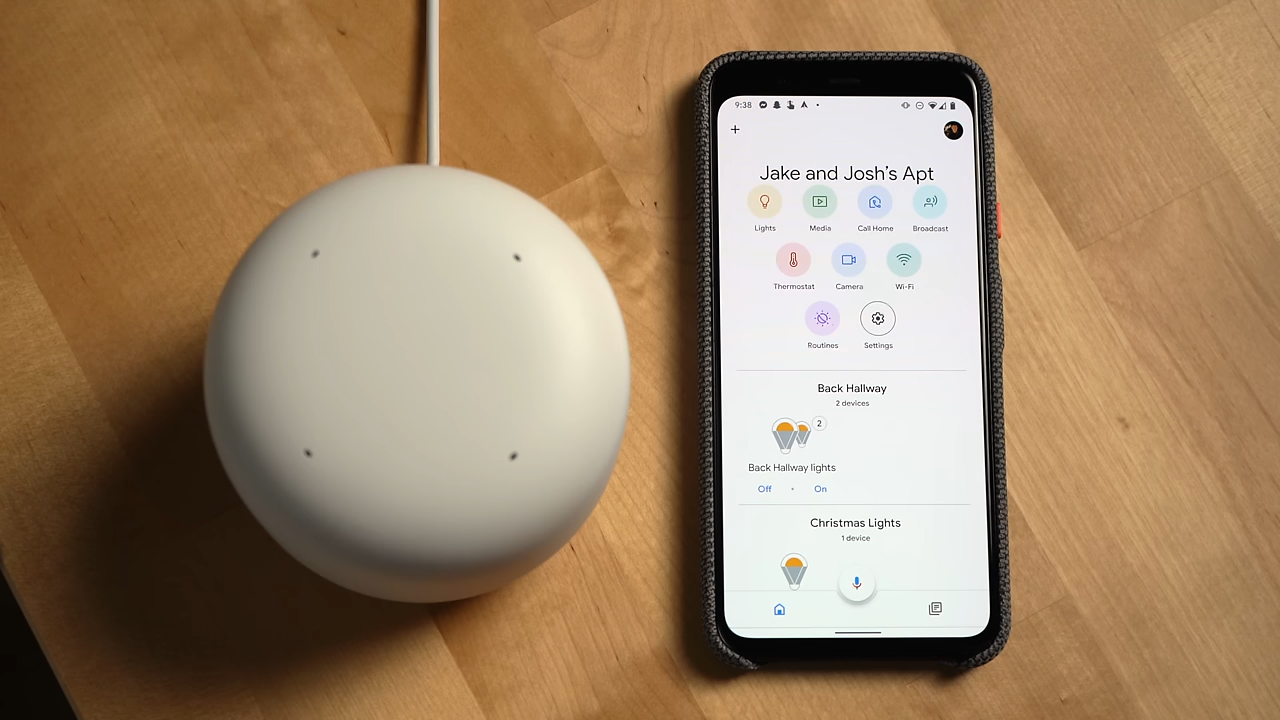 9:38
Jake and Josh's Apt
Lights Media Call Home Broadcast
Thermostat Camera Wi-Fi
Routines Settings
Back Hallway
2 devices
2
Back Hallway lights
Off • On
Christmas Lights
1 device